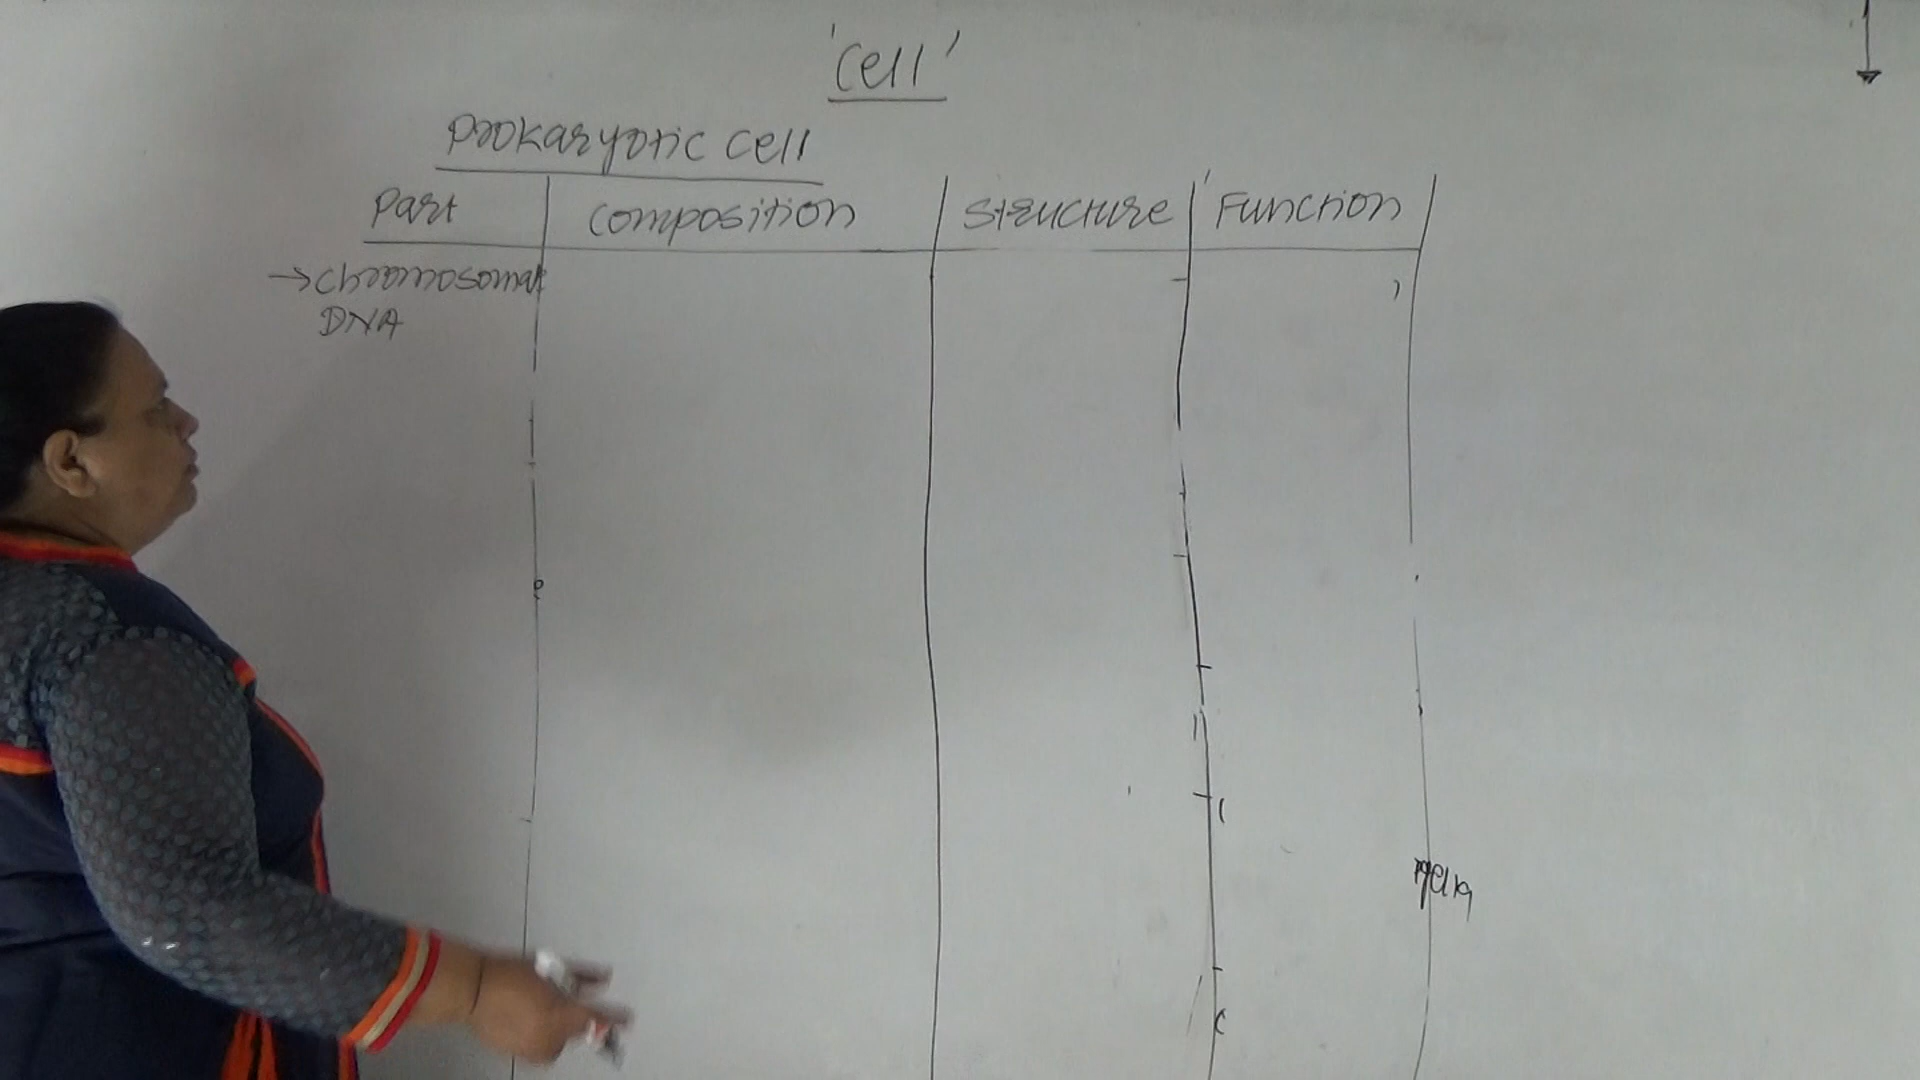 'Cell'
Prokaryotic cell
Part Composition Structure Function
→ Chromosomal
DNA